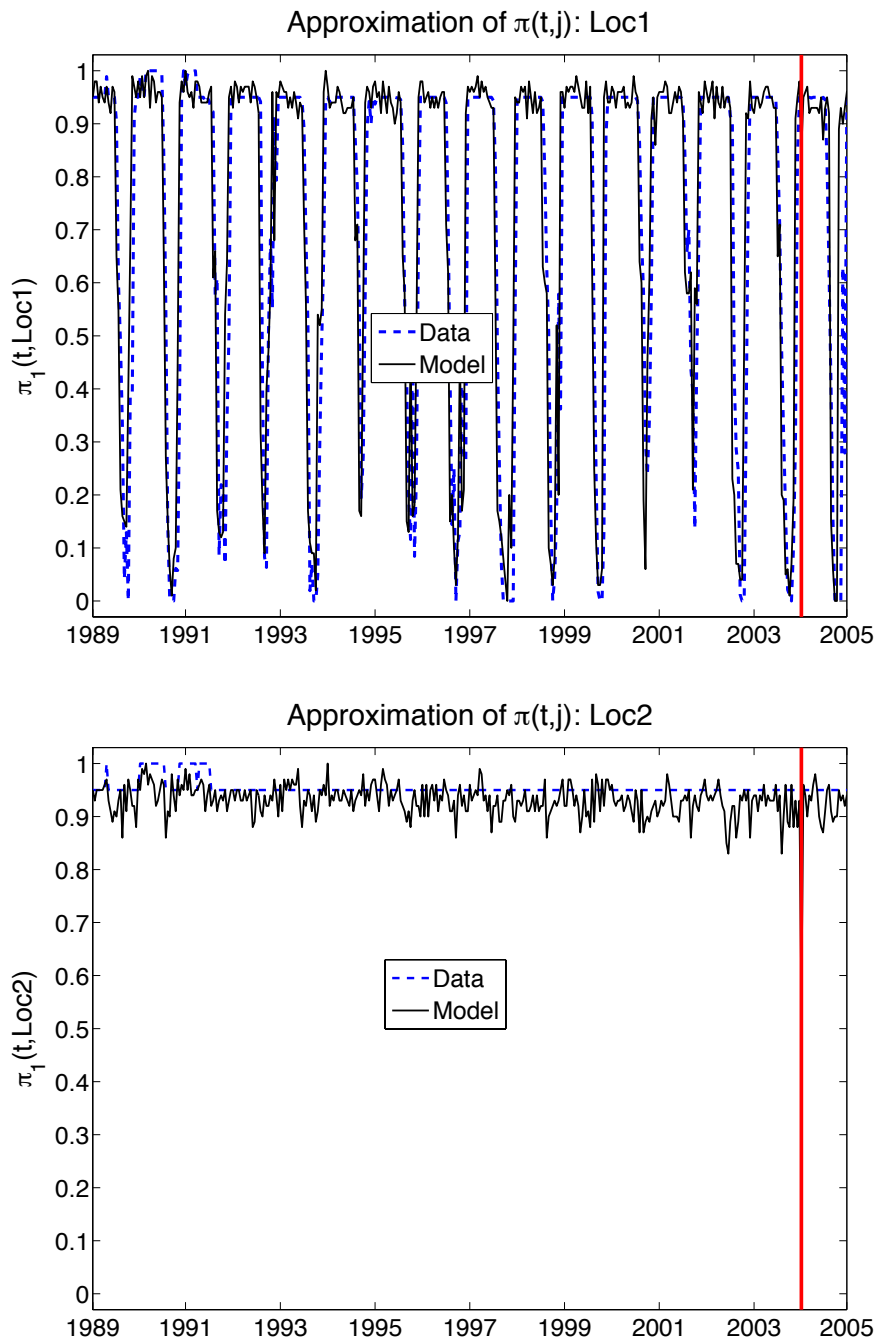 Approximation of π(t,j): Loc1
1
0.9
0.8
0.7
0.6
0.5
0.4
0.3
0.2
0.1
0
π_1(t,Loc1)
Data
Model
1989 1991 1993 1995 1997 1999 2001 2003 2005
Approximation of π(t,j): Loc2
1
0.9
0.8
0.7
0.6
0.5
0.4
0.3
0.2
0.1
0
π_1(t,Loc2)
Data
Model
1989 1991 1993 1995 1997 1999 2001 2003 2005